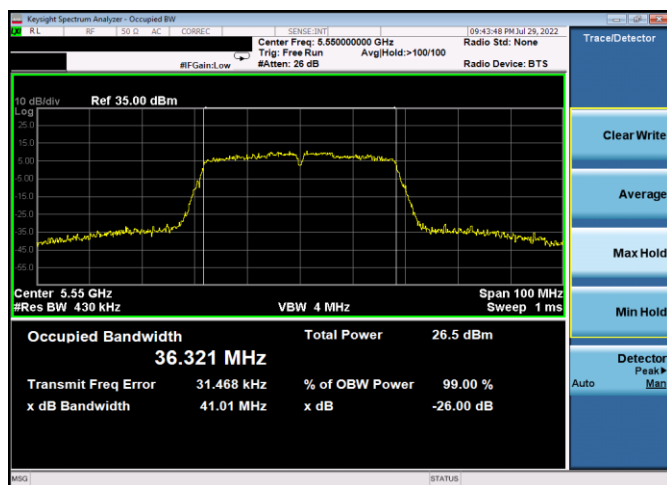 Keysight Spectrum Analyzer - Occupied BW
RL RF 50 Ω AC CORREC SENSE:INT 09:43:48 PM Jul 29, 2022
Center Freq: 5.550000000 GHz Radio Std: None
Trig: Free Run Avg|Hold:>100/100
#IFGain:Low #Atten: 26 dB Radio Device: BTS
Trace/Detector
10 dB/div Ref 35.00 dBm
Log
25.0
15.0
5.00
-5.00
-15.0
-25.0
-35.0
-45.0
-55.0
Center 5.55 GHz Span 100 MHz
#Res BW 430 kHz VBW 4 MHz Sweep 1 ms
Occupied Bandwidth Total Power 26.5 dBm
36.321 MHz
Transmit Freq Error 31.468 kHz % of OBW Power 99.00 %
x dB Bandwidth 41.01 MHz x dB -26.00 dB
Clear Write
Average
Max Hold
Min Hold
Detector
Peak▶
Auto Man
MSG STATUS